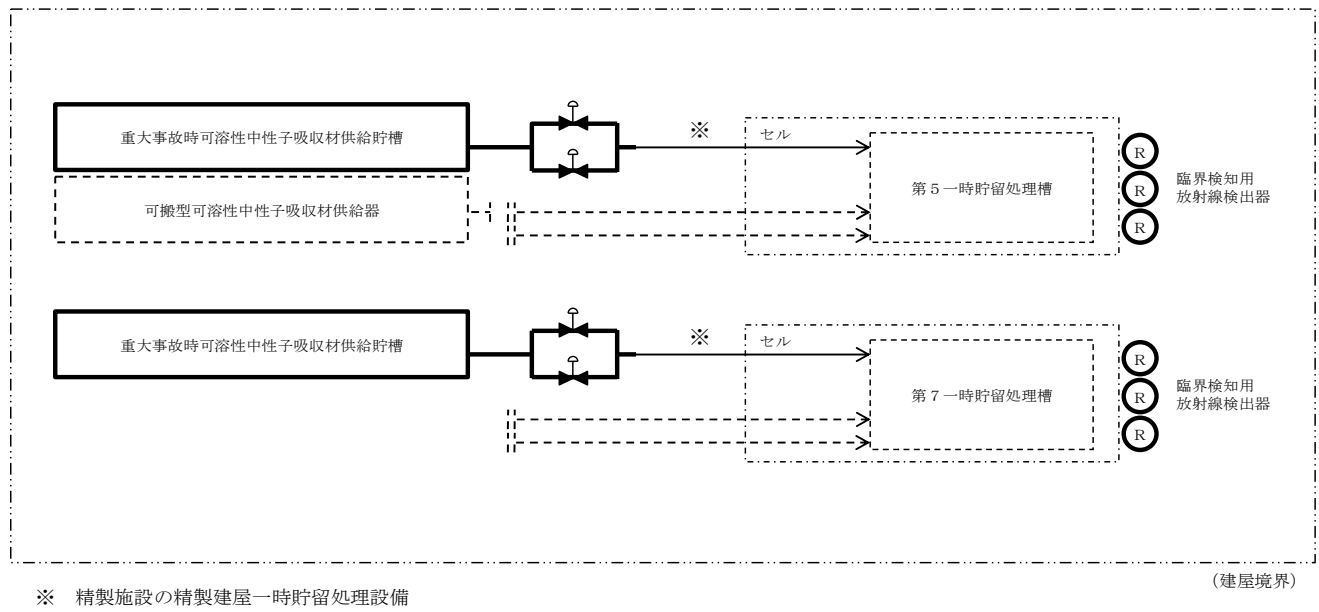 重大事故時可溶性中性子吸収材供給貯槽
※
セル
R
第５一時貯留処理槽
R
臨界検知用
放射線検出器
可搬型可溶性中性子吸収材供給器
R
重大事故時可溶性中性子吸収材供給貯槽
※
セル
R
第７一時貯留処理槽
R
臨界検知用
放射線検出器
R
（建屋境界）
※　精製施設の精製建屋一時貯留処理設備